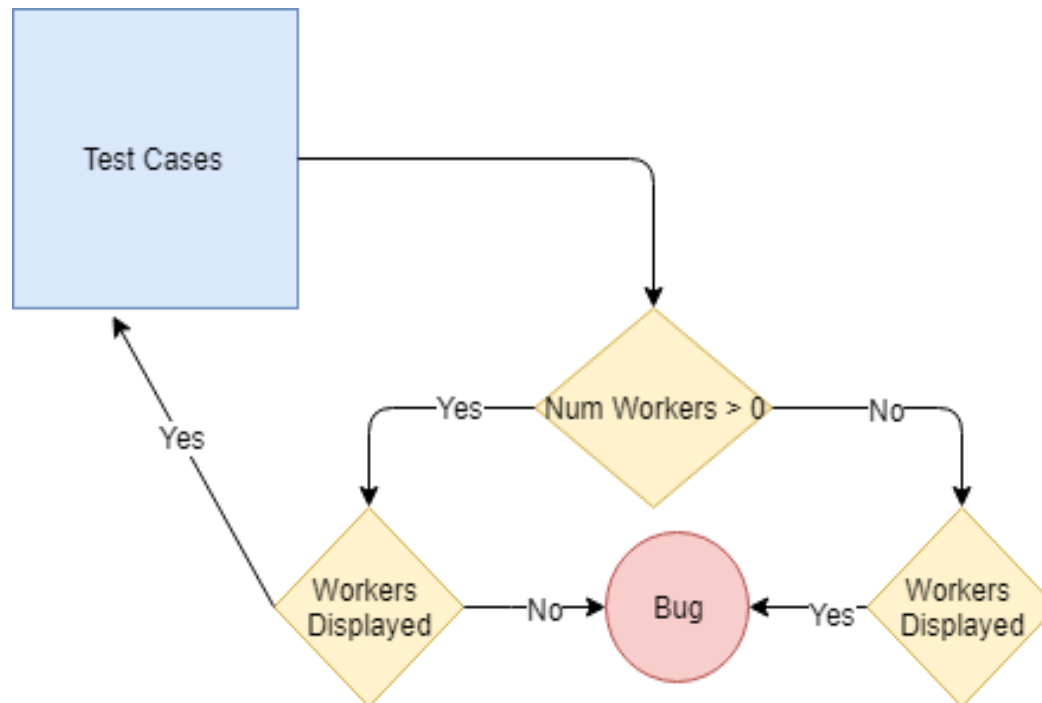 Test Cases
Yes
Num Workers > 0
No
Yes
Workers
Displayed
No
Bug
Yes
Workers
Displayed